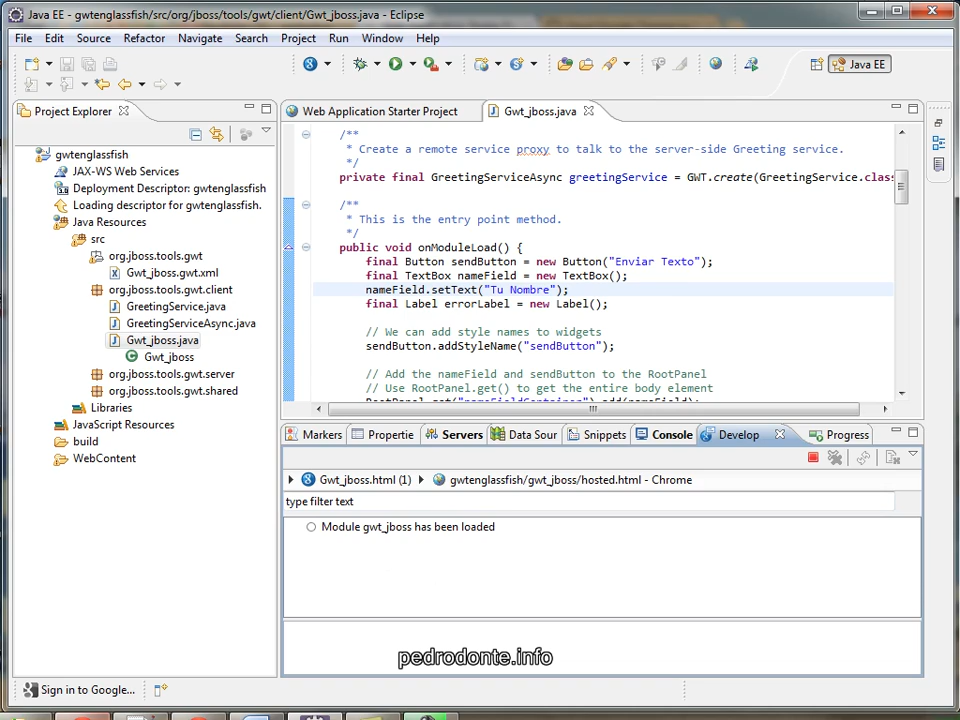 Java EE - gwtenglassfish/src/org/jboss/tools/gwt/client/Gwt_jboss.java - Eclipse
File Edit Source Refactor Navigate Search Project Run Window Help
Java EE
Project Explorer
Web Application Starter Project
Gwt_jboss.java
gwtenglassfish
JAX-WS Web Services
Deployment Descriptor: gwtenglassfish
Loading descriptor for gwtenglassfish.
Java Resources
src
org.jboss.tools.gwt
Gwt_jboss.gwt.xml
org.jboss.tools.gwt.client
GreetingService.java
GreetingServiceAsync.java
Gwt_jboss.java
Gwt_jboss
org.jboss.tools.gwt.server
org.jboss.tools.gwt.shared
Libraries
JavaScript Resources
build
WebContent
/**
* Create a remote service proxy to talk to the server-side Greeting service.
*/
private final GreetingServiceAsync greetingService = GWT.create(GreetingService.class
/**
* This is the entry point method.
*/
public void onModuleLoad() {
final Button sendButton = new Button("Enviar Texto");
final TextBox nameField = new TextBox();
nameField.setText("Tu Nombre");
final Label errorLabel = new Label();
// We can add style names to widgets
sendButton.addStyleName("sendButton");
// Add the nameField and sendButton to the RootPanel
// Use RootPanel.get() to get the entire body element
RootPanel.get("nameFieldContainer").add(nameField);
Markers Propertie Servers Data Sour Snippets Console Develop Progress
Gwt_jboss.html (1) gwtenglassfish/gwt_jboss/hosted.html - Chrome
type filter text
Module gwt_jboss has been loaded
pedrodonte.info
Sign in to Google...